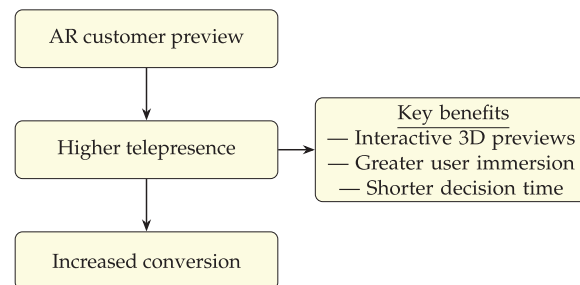 AR customer preview
Higher telepresence
Key benefits
— Interactive 3D previews
— Greater user immersion
— Shorter decision time
Increased conversion